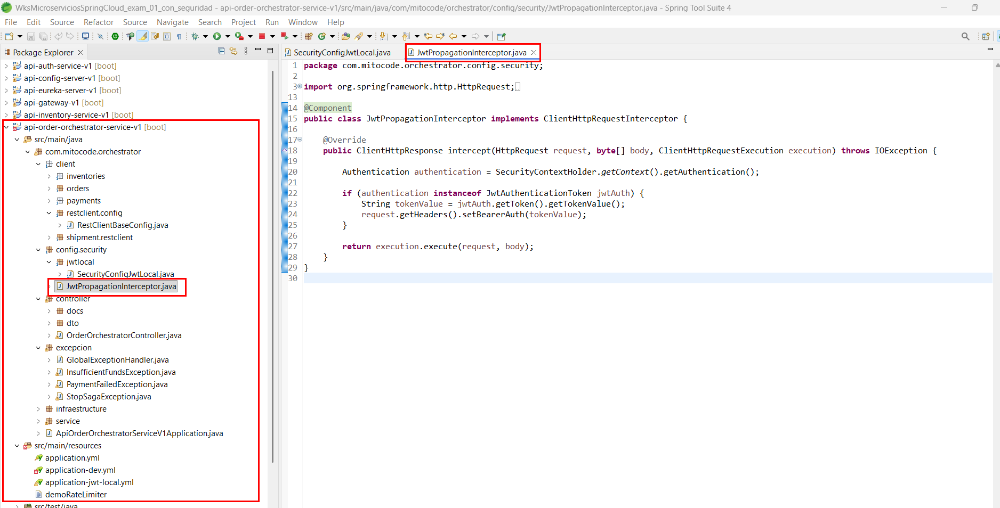 WksMicroserviciosSpringCloud_exam_01_con_seguridad - api-order-orchestrator-service-v1/src/main/java/com/mitocode/orchestrator/config/security/JwtPropagationInterceptor.java - Spring Tool Suite 4
File Edit Source Refactor Source Navigate Search Project Run Window Help
Package Explorer
api-auth-service-v1 [boot]
api-config-server-v1 [boot]
api-eureka-server-v1 [boot]
api-gateway-v1 [boot]
api-inventory-service-v1 [boot]
api-order-orchestrator-service-v1 [boot]
src/main/java
com.mitocode.orchestrator
client
inventories
orders
payments
restclient.config
RestClientBaseConfig.java
shipment.restclient
config.security
jwtlocal
SecurityConfigJwtLocal.java
JwtPropagationInterceptor.java
controller
docs
dto
OrderOrchestratorController.java
excepcion
GlobalExceptionHandler.java
InsufficientFundsException.java
PaymentFailedException.java
StopSagaException.java
infraestructure
service
ApiOrderOrchestratorServiceV1Application.java
src/main/resources
application.yml
application-dev.yml
application-jwt-local.yml
demoRateLimiter
src/test/java
SecurityConfigJwtLocal.java JwtPropagationInterceptor.java
1 package com.mitocode.orchestrator.config.security;
2
3 import org.springframework.http.HttpRequest;
13
14 @Component
15 public class JwtPropagationInterceptor implements ClientHttpRequestInterceptor {
16
17 @Override
18 public ClientHttpResponse intercept(HttpRequest request, byte[] body, ClientHttpRequestExecution execution) throws IOException {
19
20 Authentication authentication = SecurityContextHolder.getContext().getAuthentication();
21
22 if (authentication instanceof JwtAuthenticationToken jwtAuth) {
23 String tokenValue = jwtAuth.getToken().getTokenValue();
24 request.getHeaders().setBearerAuth(tokenValue);
25 }
26
27 return execution.execute(request, body);
28 }
29 }
30